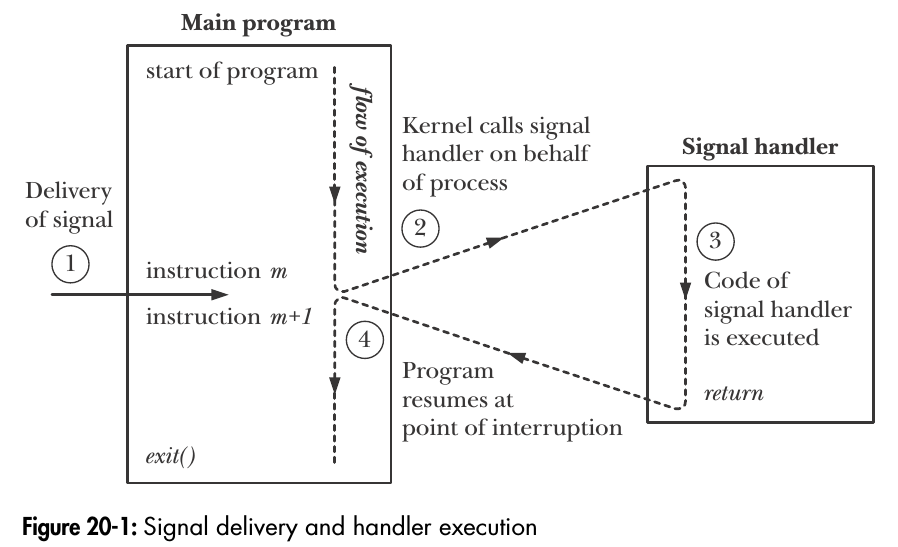 Main program
start of program
flow of execution
Kernel calls signal
handler on behalf
of process
2
Signal handler
Delivery
of signal
1
3
instruction m
instruction m+1
Code of
signal handler
is executed
4
Program
resumes at
point of interruption
return
exit()
Figure 20-1: Signal delivery and handler execution